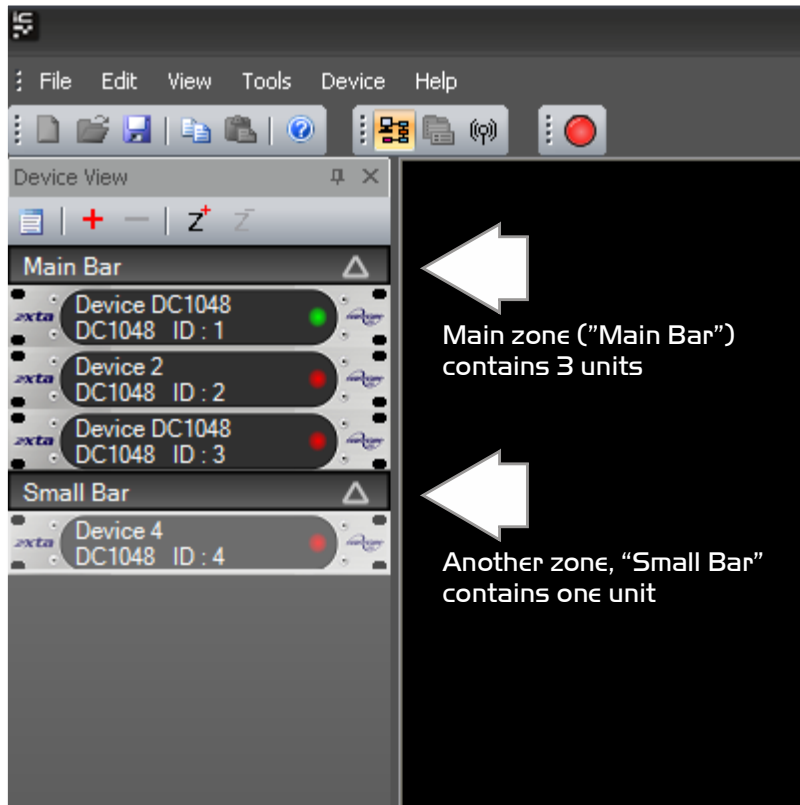 File Edit View Tools Device Help
Device View
Z+ Z-
Main Bar
Device DC1048
DC1048 ID : 1
Main zone ("Main Bar")
contains 3 units
Device 2
DC1048 ID : 2
Device DC1048
DC1048 ID : 3
Small Bar
Device 4
DC1048 ID : 4
Another zone, “Small Bar”
contains one unit